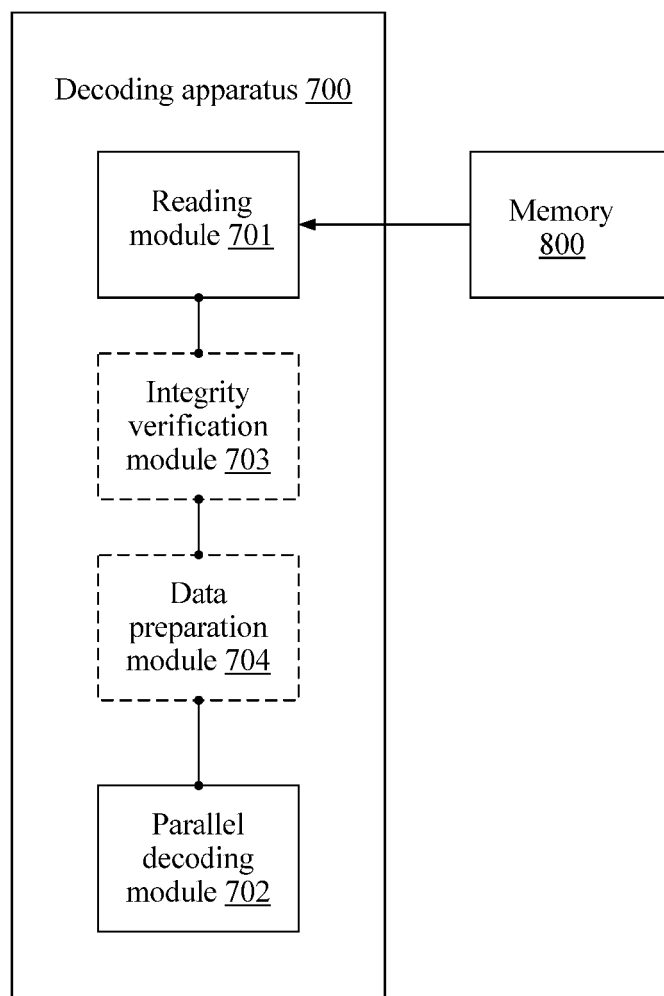 Decoding apparatus 700
Reading
module 701
Memory
800
Integrity
verification
module 703
Data
preparation
module 704
Parallel
decoding
module 702